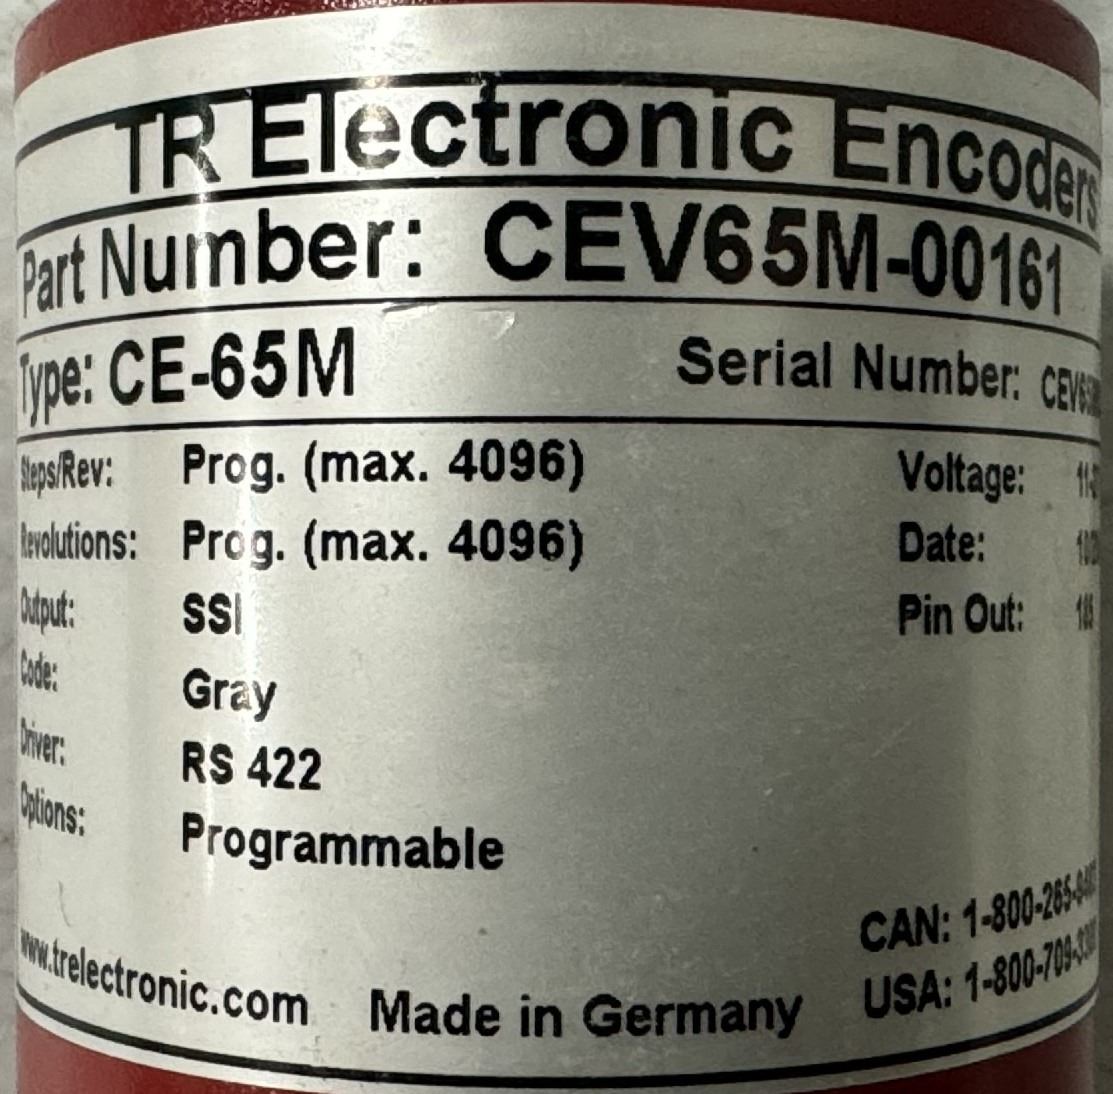 TR Electronic Encoders
Part Number: CEV65M-00161
Type: CE-65M Serial Number:
Steps/Rev: Prog. (max. 4096) Voltage:
Revolutions: Prog. (max. 4096) Date:
Output: SSI Pin Out:
Code: Gray
Driver: RS 422
Options: Programmable
CAN:
www.trelectronic.com Made in Germany USA: